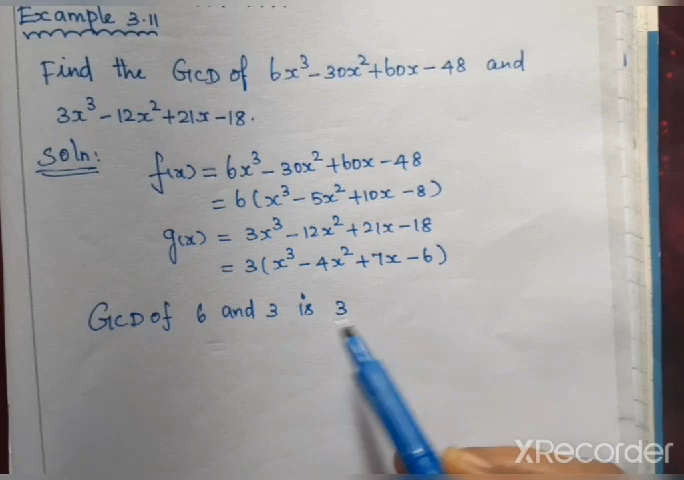 Example 3.11
Find the GCD of 6x³-30x²+60x-48 and
3x³-12x²+21x-18.
Soln:
f(x) = 6x³-30x²+60x-48
= 6(x³-5x²+10x-8)
g(x) = 3x³-12x²+21x-18
= 3(x³-4x²+7x-6)
GCD of 6 and 3 is 3
XRecorder